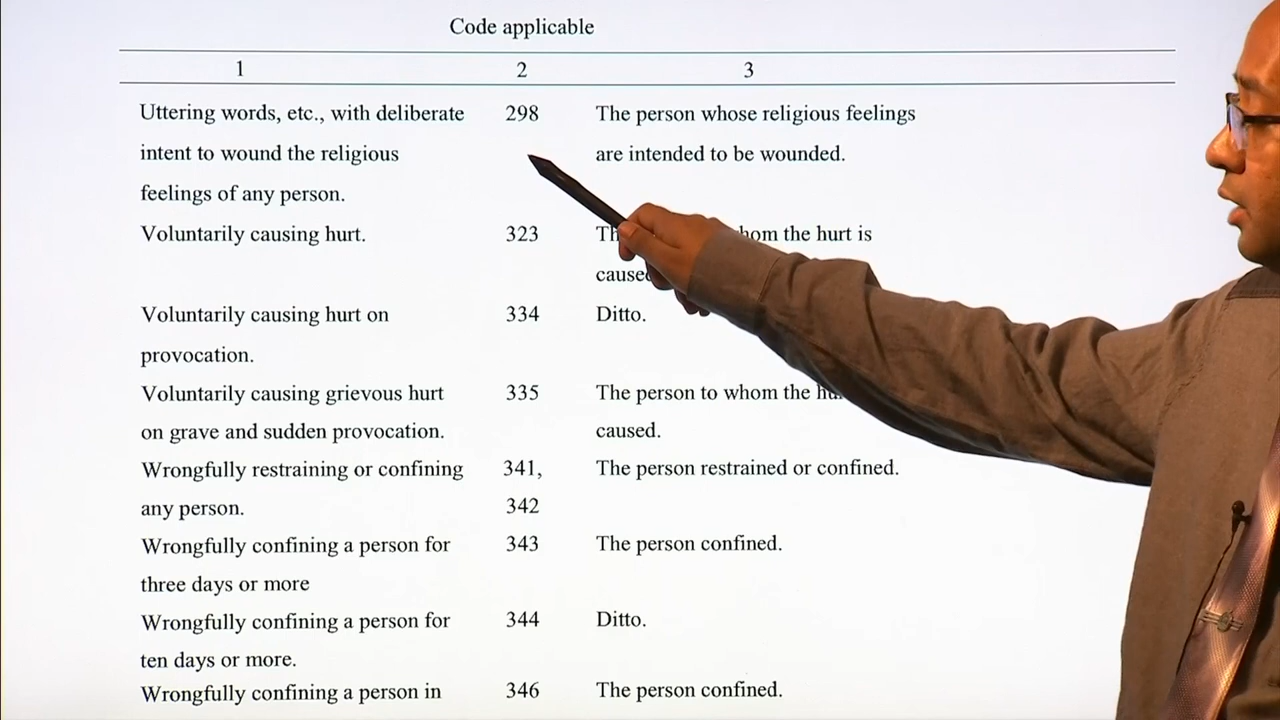 Code applicable
1 2 3
Uttering words, etc., with deliberate 298 The person whose religious feelings
intent to wound the religious are intended to be wounded.
feelings of any person.
Voluntarily causing hurt. 323 the hurt is
Voluntarily causing hurt on 334 Ditto.
provocation.
Voluntarily causing grievous hurt 335 The person to whom the
on grave and sudden provocation. caused.
Wrongfully restraining or confining 341, The person restrained or confined.
any person. 342
Wrongfully confining a person for 343 The person confined.
three days or more
Wrongfully confining a person for 344 Ditto.
ten days or more.
Wrongfully confining a person in 346 The person confined.